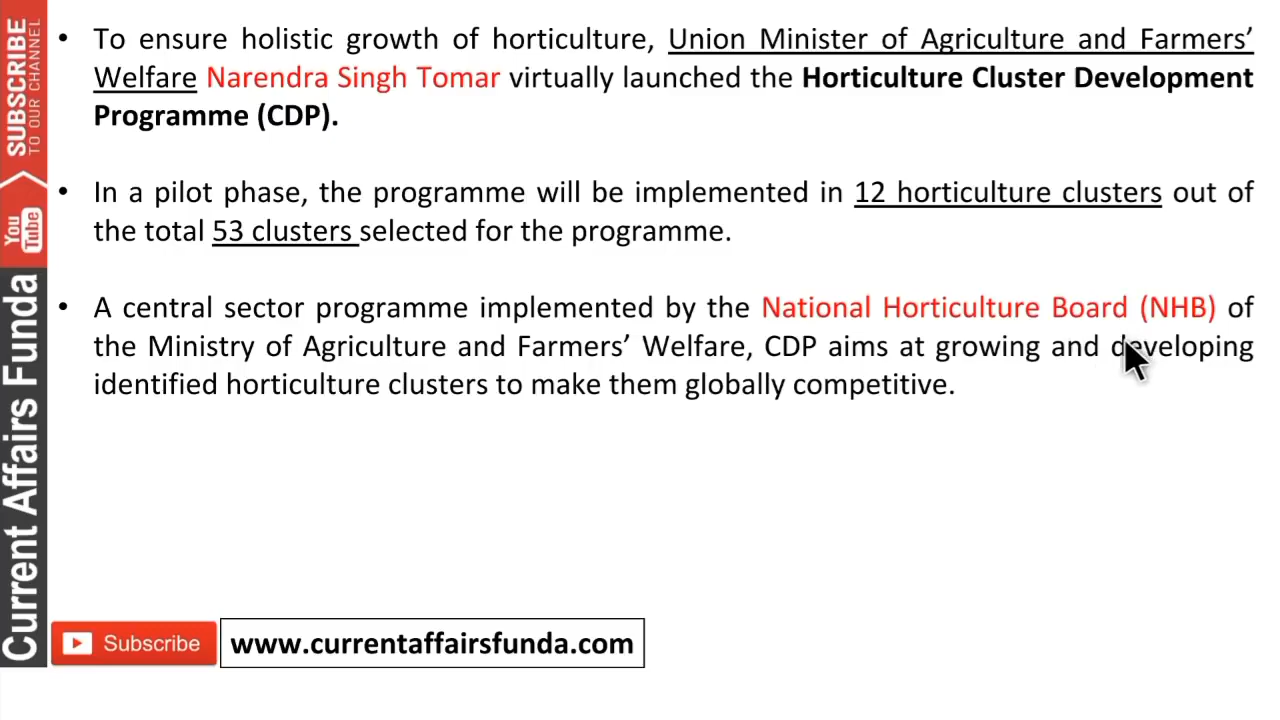 SUBSCRIBE
TO OUR CHANNEL
You
Tube
Current Affairs Funda
• To ensure holistic growth of horticulture, Union Minister of Agriculture and Farmers’
Welfare Narendra Singh Tomar virtually launched the Horticulture Cluster Development
Programme (CDP).
• In a pilot phase, the programme will be implemented in 12 horticulture clusters out of
the total 53 clusters selected for the programme.
• A central sector programme implemented by the National Horticulture Board (NHB) of
the Ministry of Agriculture and Farmers’ Welfare, CDP aims at growing and developing
identified horticulture clusters to make them globally competitive.
Subscribe
www.currentaffairsfunda.com